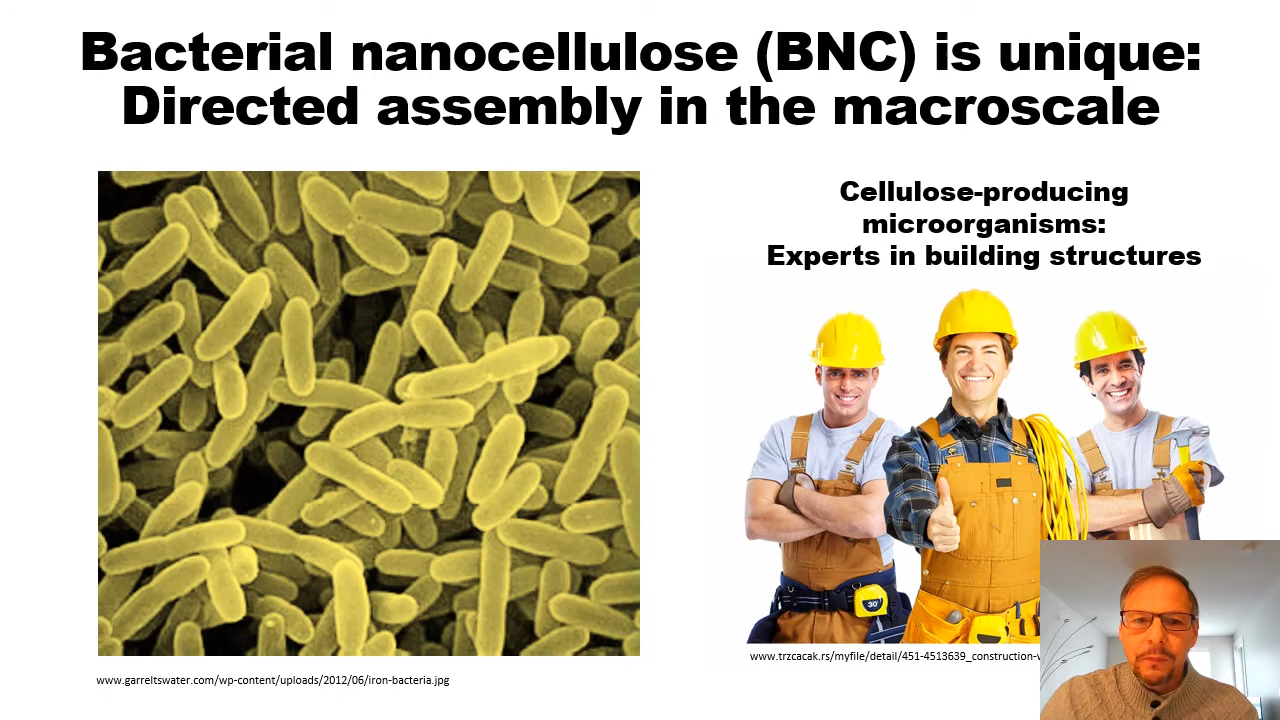 Bacterial nanocellulose (BNC) is unique:
Directed assembly in the macroscale
Cellulose-producing
microorganisms:
Experts in building structures
30'
www.trzcacak.rs/myfile/detail/451-4513639_construction-
www.garreltswater.com/wp-content/uploads/2012/06/iron-bacteria.jpg